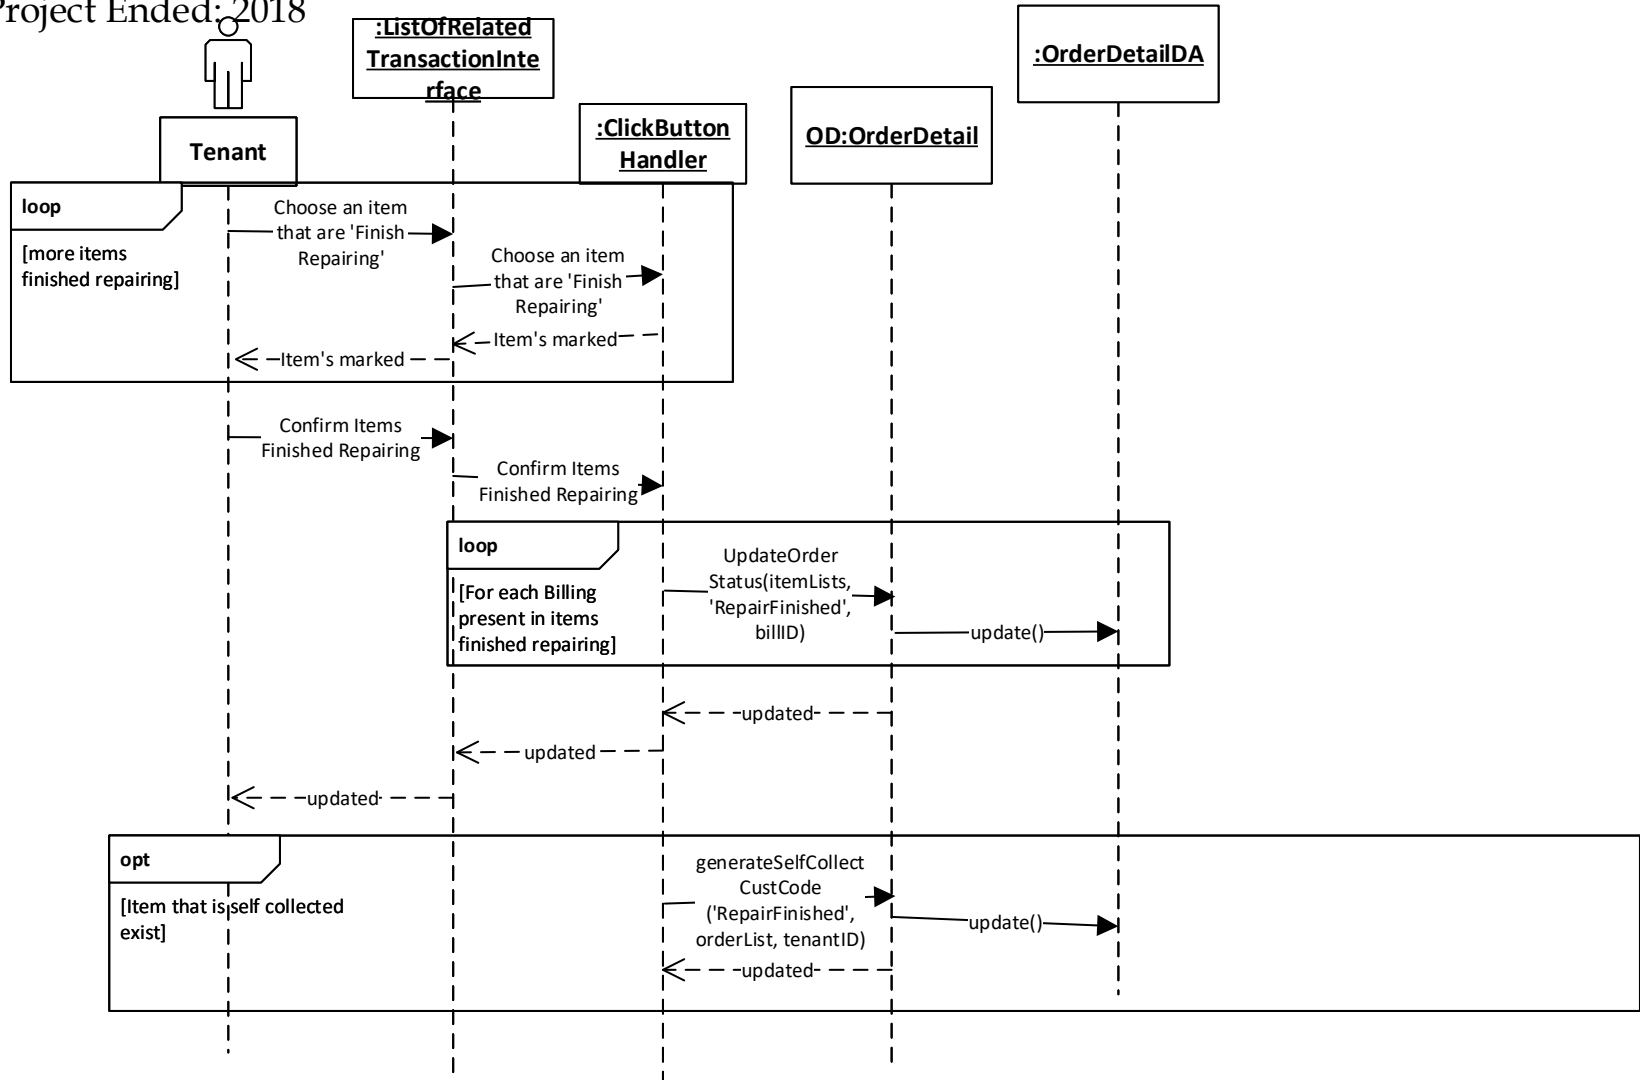 Project Ended: 2018
:ListOfRelated
TransactionInte
rface
:OrderDetailDA
:ClickButton
Handler
OD:OrderDetail
Tenant
loop
[more items
finished repairing]
Choose an item
that are 'Finish
Repairing'
Choose an item
that are 'Finish
Repairing'
Item's marked
Item's marked
Confirm Items
Finished Repairing
Confirm Items
Finished Repairing
loop
[For each Billing
present in items
finished repairing]
UpdateOrder
Status(itemLists,
'RepairFinished',
billID)
update()
updated
updated
updated
opt
[Item that is self collected
exist]
generateSelfCollect
CustCode
('RepairFinished',
orderList, tenantID)
update()
updated